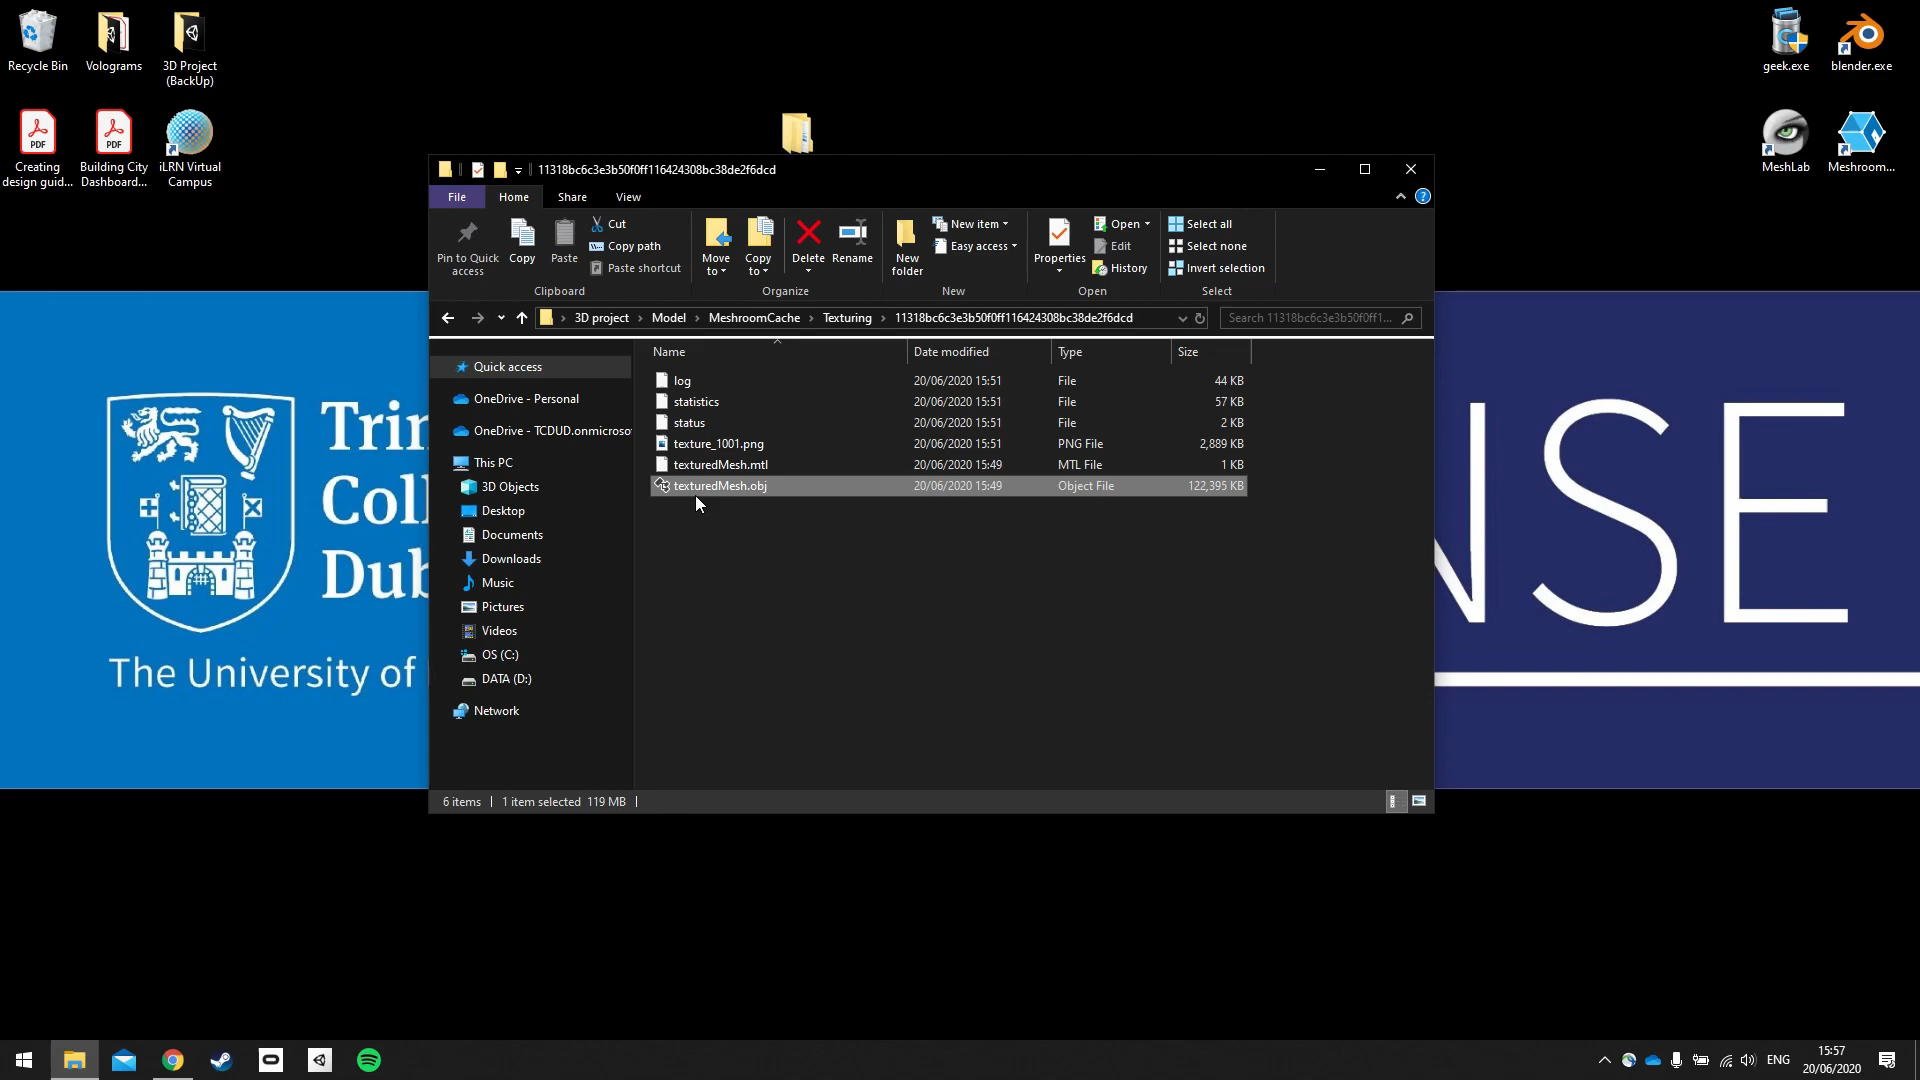 Recycle Bin
Volograms
3D Project
(BackUp)
geek.exe
blender.exe
Creating
design guid...
Building City
Dashboard...
iLRN Virtual
Campus
MeshLab
Meshroom...
11318bc6c3e3b50f0ff116424308bc38de2f6dcd
File
Home
Share
View
Pin to Quick
access
Copy
Paste
Cut
Copy path
Paste shortcut
Move
to
Copy
to
Delete
Rename
New
folder
New item
Easy access
Properties
Open
Edit
History
Select all
Select none
Invert selection
Clipboard
Organize
New
Open
Select
3D project > Model > MeshroomCache > Texturing > 11318bc6c3e3b50f0ff116424308bc38de2f6dcd
Search 11318bc6c3e3b50f0ff1...
Name Date modified Type Size
log 20/06/2020 15:51 File 44 KB
statistics 20/06/2020 15:51 File 57 KB
status 20/06/2020 15:51 File 2 KB
texture_1001.png 20/06/2020 15:51 PNG File 2,889 KB
texturedMesh.mtl 20/06/2020 15:49 MTL File 1 KB
texturedMesh.obj 20/06/2020 15:49 Object File 122,395 KB
Quick access
OneDrive - Personal
OneDrive - TCDUD.onmicroso
This PC
3D Objects
Desktop
Documents
Downloads
Music
Pictures
Videos
OS (C:)
DATA (D:)
Network
6 items 1 item selected 119 MB
Trin
Coll
Dub
The University of
NSE
PDF
PDF
ENG
15:57
20/06/2020